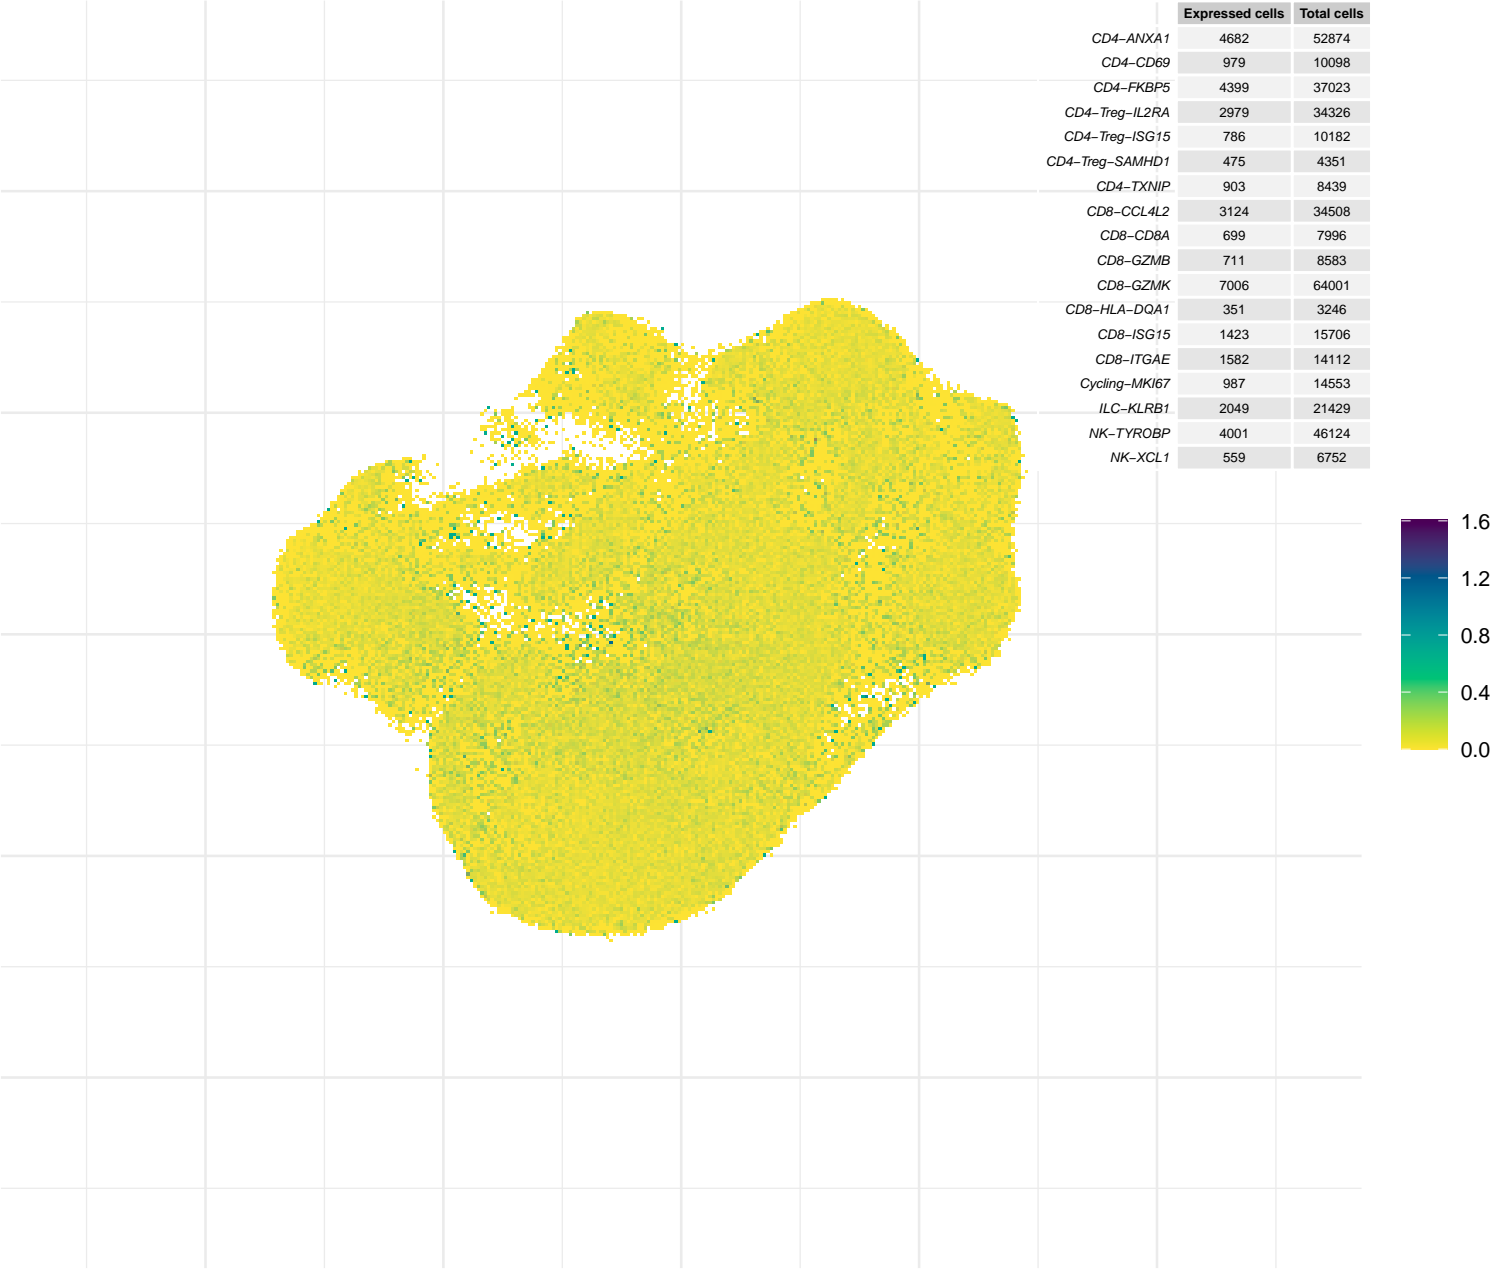 Expressed cells Total cells
CD4−ANXA1 4682 52874
CD4−CD69 979 10098
CD4−FKBP5 4399 37023
CD4−Treg−IL2RA 2979 34326
CD4−Treg−ISG15 786 10182
CD4−Treg−SAMHD1 475 4351
CD4−TXNIP 903 8439
CD8−CCL4L2 3124 34508
CD8−CD8A 699 7996
CD8−GZMB 711 8583
CD8−GZMK 7006 64001
CD8−HLA−DQA1 351 3246
CD8−ISG15 1423 15706
CD8−ITGAE 1582 14112
Cycling−MKI67 987 14553
ILC−KLRB1 2049 21429
NK−TYROBP 4001 46124
NK−XCL1 559 6752
1.6
1.2
0.8
0.4
0.0